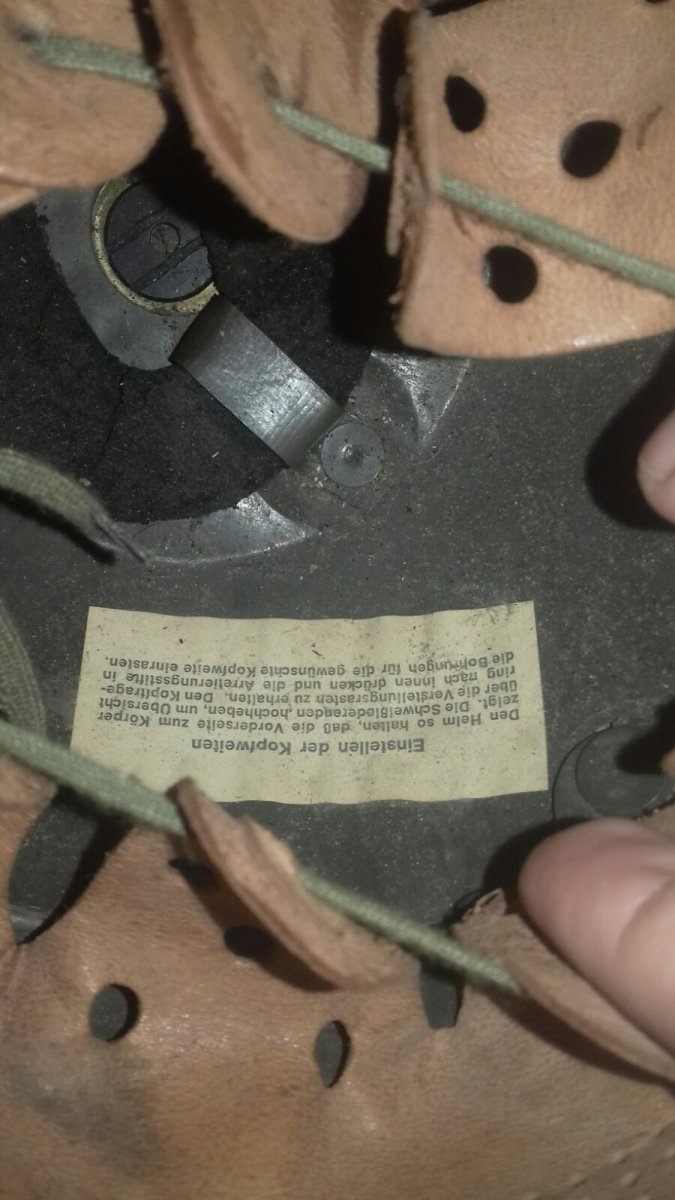 Einstellen der Kopfweiten
Den Helm so halten, daß die Vorderseite zum Körper
zeigt. Die Schweißlederenden hochheben, um Übersicht
über die Verstellungsrasten zu erhalten. Den Kopftrage-
ring nach innen drücken und die Arretierungsstifte in
die Bohrungen für die gewünschte Kopfweite einrasten.